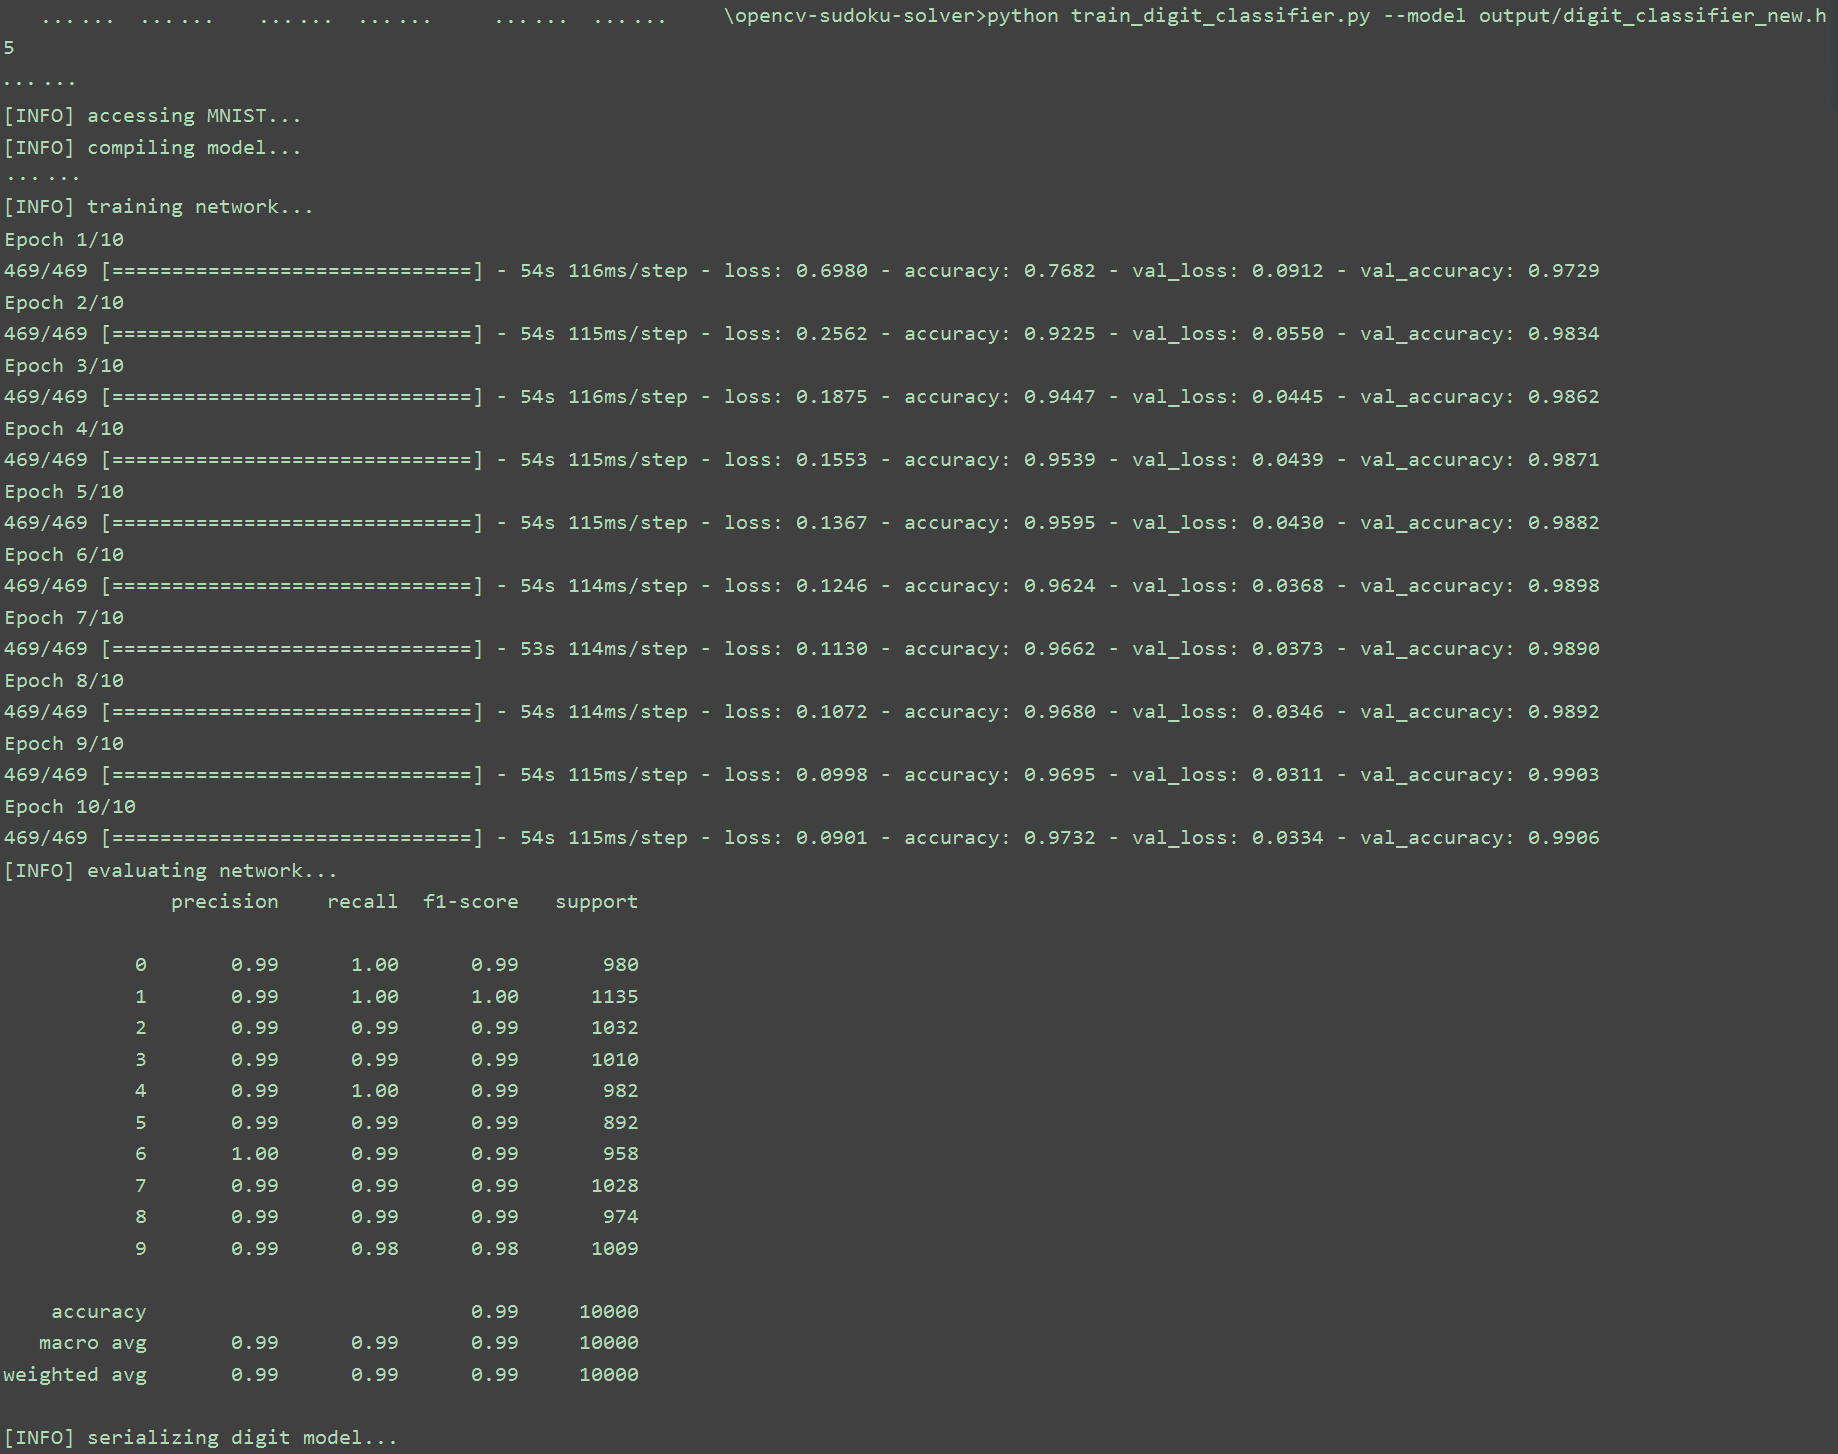 ... ... ... ... ... ... ... ... ... ... ... ... \opencv-sudoku-solver>python train_digit_classifier.py --model output/digit_classifier_new.h
5
... ...
[INFO] accessing MNIST...
[INFO] compiling model...
... ...
[INFO] training network...
Epoch 1/10
469/469 [==============================] - 54s 116ms/step - loss: 0.6980 - accuracy: 0.7682 - val_loss: 0.0912 - val_accuracy: 0.9729
Epoch 2/10
469/469 [==============================] - 54s 115ms/step - loss: 0.2562 - accuracy: 0.9225 - val_loss: 0.0550 - val_accuracy: 0.9834
Epoch 3/10
469/469 [==============================] - 54s 116ms/step - loss: 0.1875 - accuracy: 0.9447 - val_loss: 0.0445 - val_accuracy: 0.9862
Epoch 4/10
469/469 [==============================] - 54s 115ms/step - loss: 0.1553 - accuracy: 0.9539 - val_loss: 0.0439 - val_accuracy: 0.9871
Epoch 5/10
469/469 [==============================] - 54s 115ms/step - loss: 0.1367 - accuracy: 0.9595 - val_loss: 0.0430 - val_accuracy: 0.9882
Epoch 6/10
469/469 [==============================] - 54s 114ms/step - loss: 0.1246 - accuracy: 0.9624 - val_loss: 0.0368 - val_accuracy: 0.9898
Epoch 7/10
469/469 [==============================] - 53s 114ms/step - loss: 0.1130 - accuracy: 0.9662 - val_loss: 0.0373 - val_accuracy: 0.9890
Epoch 8/10
469/469 [==============================] - 54s 114ms/step - loss: 0.1072 - accuracy: 0.9680 - val_loss: 0.0346 - val_accuracy: 0.9892
Epoch 9/10
469/469 [==============================] - 54s 115ms/step - loss: 0.0998 - accuracy: 0.9695 - val_loss: 0.0311 - val_accuracy: 0.9903
Epoch 10/10
469/469 [==============================] - 54s 115ms/step - loss: 0.0901 - accuracy: 0.9732 - val_loss: 0.0334 - val_accuracy: 0.9906
[INFO] evaluating network...
precision recall f1-score support
0 0.99 1.00 0.99 980
1 0.99 1.00 1.00 1135
2 0.99 0.99 0.99 1032
3 0.99 0.99 0.99 1010
4 0.99 1.00 0.99 982
5 0.99 0.99 0.99 892
6 1.00 0.99 0.99 958
7 0.99 0.99 0.99 1028
8 0.99 0.99 0.99 974
9 0.99 0.98 0.98 1009
accuracy 0.99 10000
macro avg 0.99 0.99 0.99 10000
weighted avg 0.99 0.99 0.99 10000
[INFO] serializing digit model...